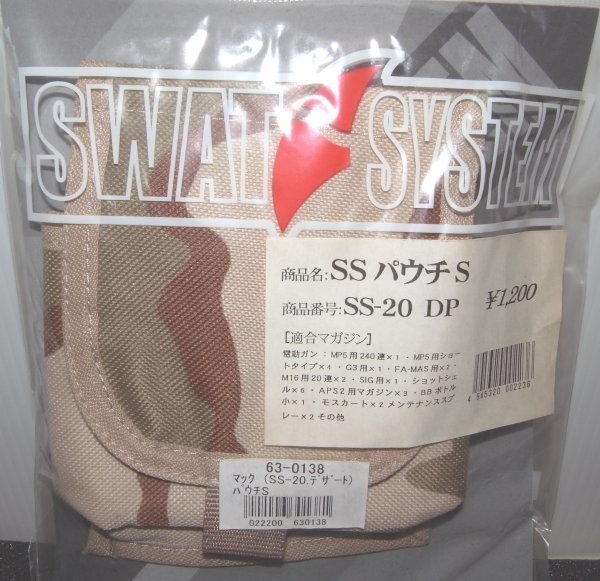 SWAT SYSTEM
商品名: SS パウチ S
商品番号: SS-20 DP
¥1,200
[適合マガジン]
電動ガン : MP5用240連×1 ・ MP5用ショー
トタイプ×4 ・ G3用×1 ・ FA-MAS用×2 ・
M16用20連×2 ・ SIG用×1 ・ ショットシェ
ル×6 ・ APS2用マガジン×3 ・ BBボトル
小×1 ・ モスカート×2 メンテナンススプ
レー×2 その他
4 545320 002236
63-0138
マック (SS-20.デザート)
パウチS
022200 630138